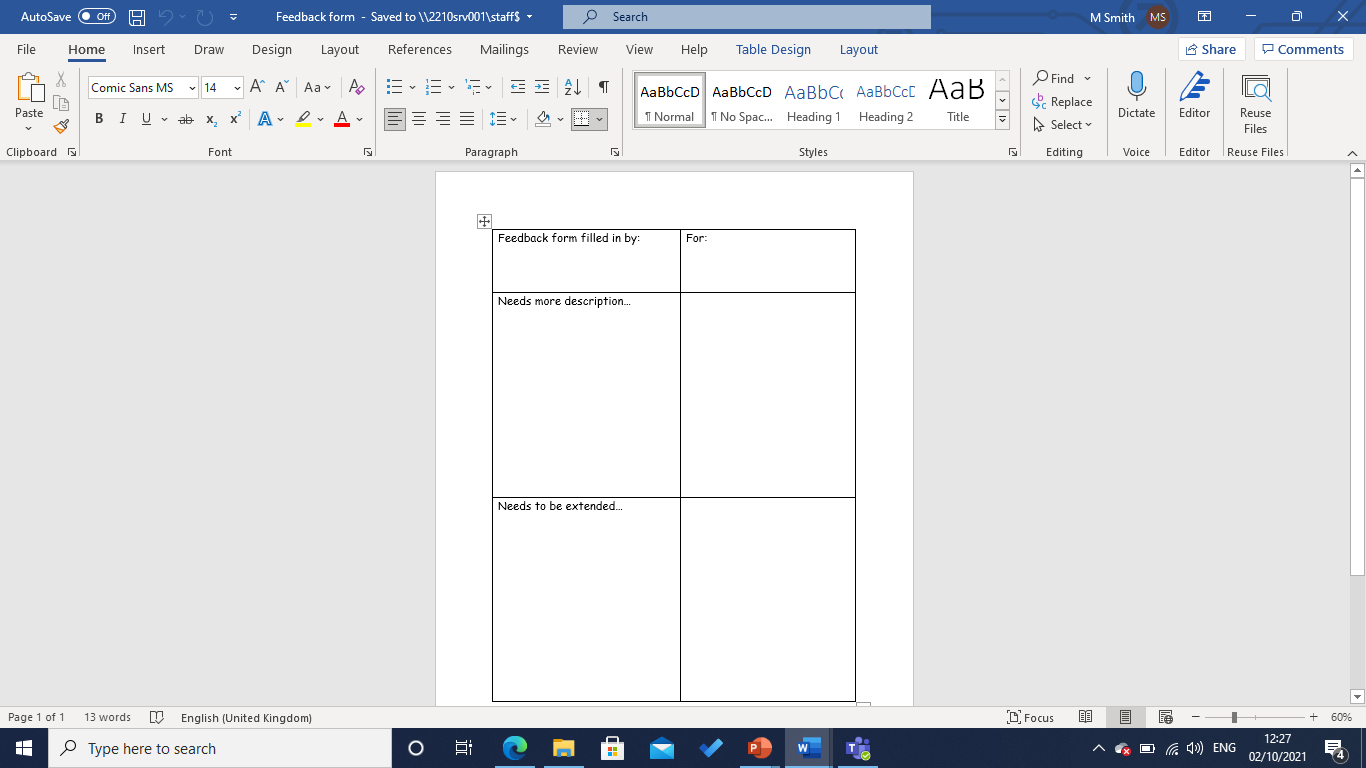 AutoSave Off Feedback form - Saved to \\2210srv001\staff$ Search M Smith MS
File Home Insert Draw Design Layout References Mailings Review View Help Table Design Layout Share Comments
Paste Comic Sans MS 14 A A Aa A Find Replace Select Dictate Editor Reuse Files
B I U ab x2 x2 A A
AaBbCcD AaBbCcD AaBbCc AaBbCcD AaB
¶ Normal ¶ No Spac... Heading 1 Heading 2 Title
Clipboard Font Paragraph Styles Editing Voice Editor Reuse Files
Feedback form filled in by: For:
Needs more description…
Needs to be extended…
Page 1 of 1 13 words English (United Kingdom) Focus 60%
Type here to search ENG 12:27
02/10/2021 4